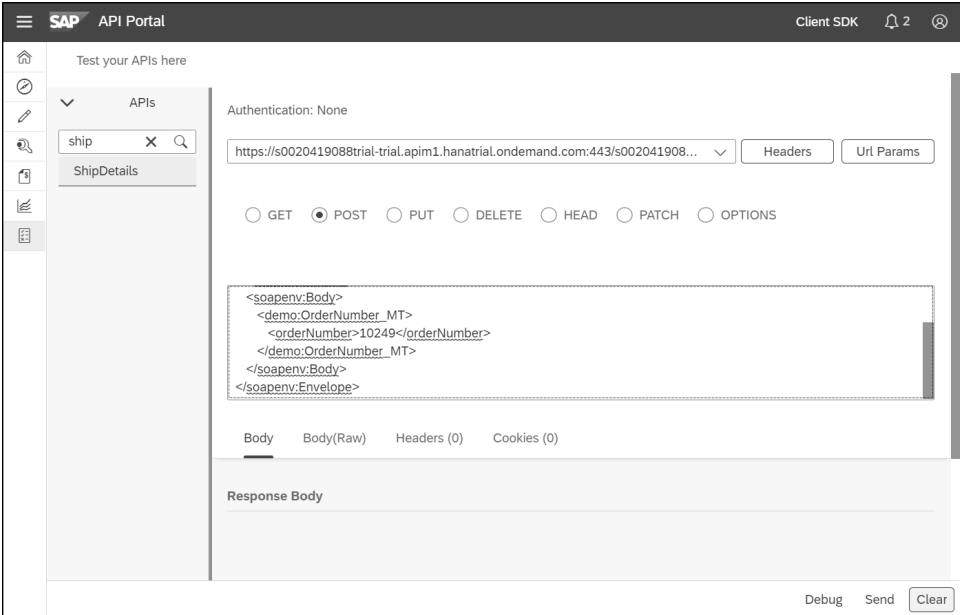 SAP API Portal Client SDK 2
Test your APIs here
APIs
ship
ShipDetails
Authentication: None
https://s0020419088trial-trial.apim1.hanatrial.ondemand.com:443/s002041908... Headers Url Params
GET POST PUT DELETE HEAD PATCH OPTIONS
<soapenv:Body>
<demo:OrderNumber_MT>
<orderNumber>10249</orderNumber>
</demo:OrderNumber_MT>
</soapenv:Body>
</soapenv:Envelope>
Body Body(Raw) Headers (0) Cookies (0)
Response Body
Debug Send Clear